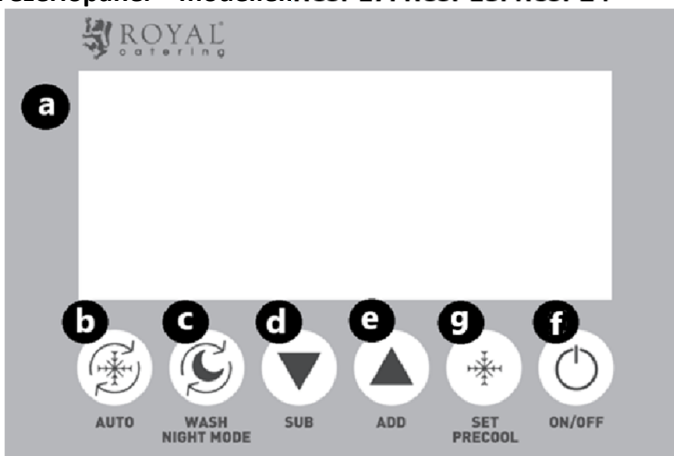 ROYAL
catering
a
b
c
d
e
g
f
AUTO
WASH
NIGHT MODE
SUB
ADD
SET
PRECOOL
ON/OFF